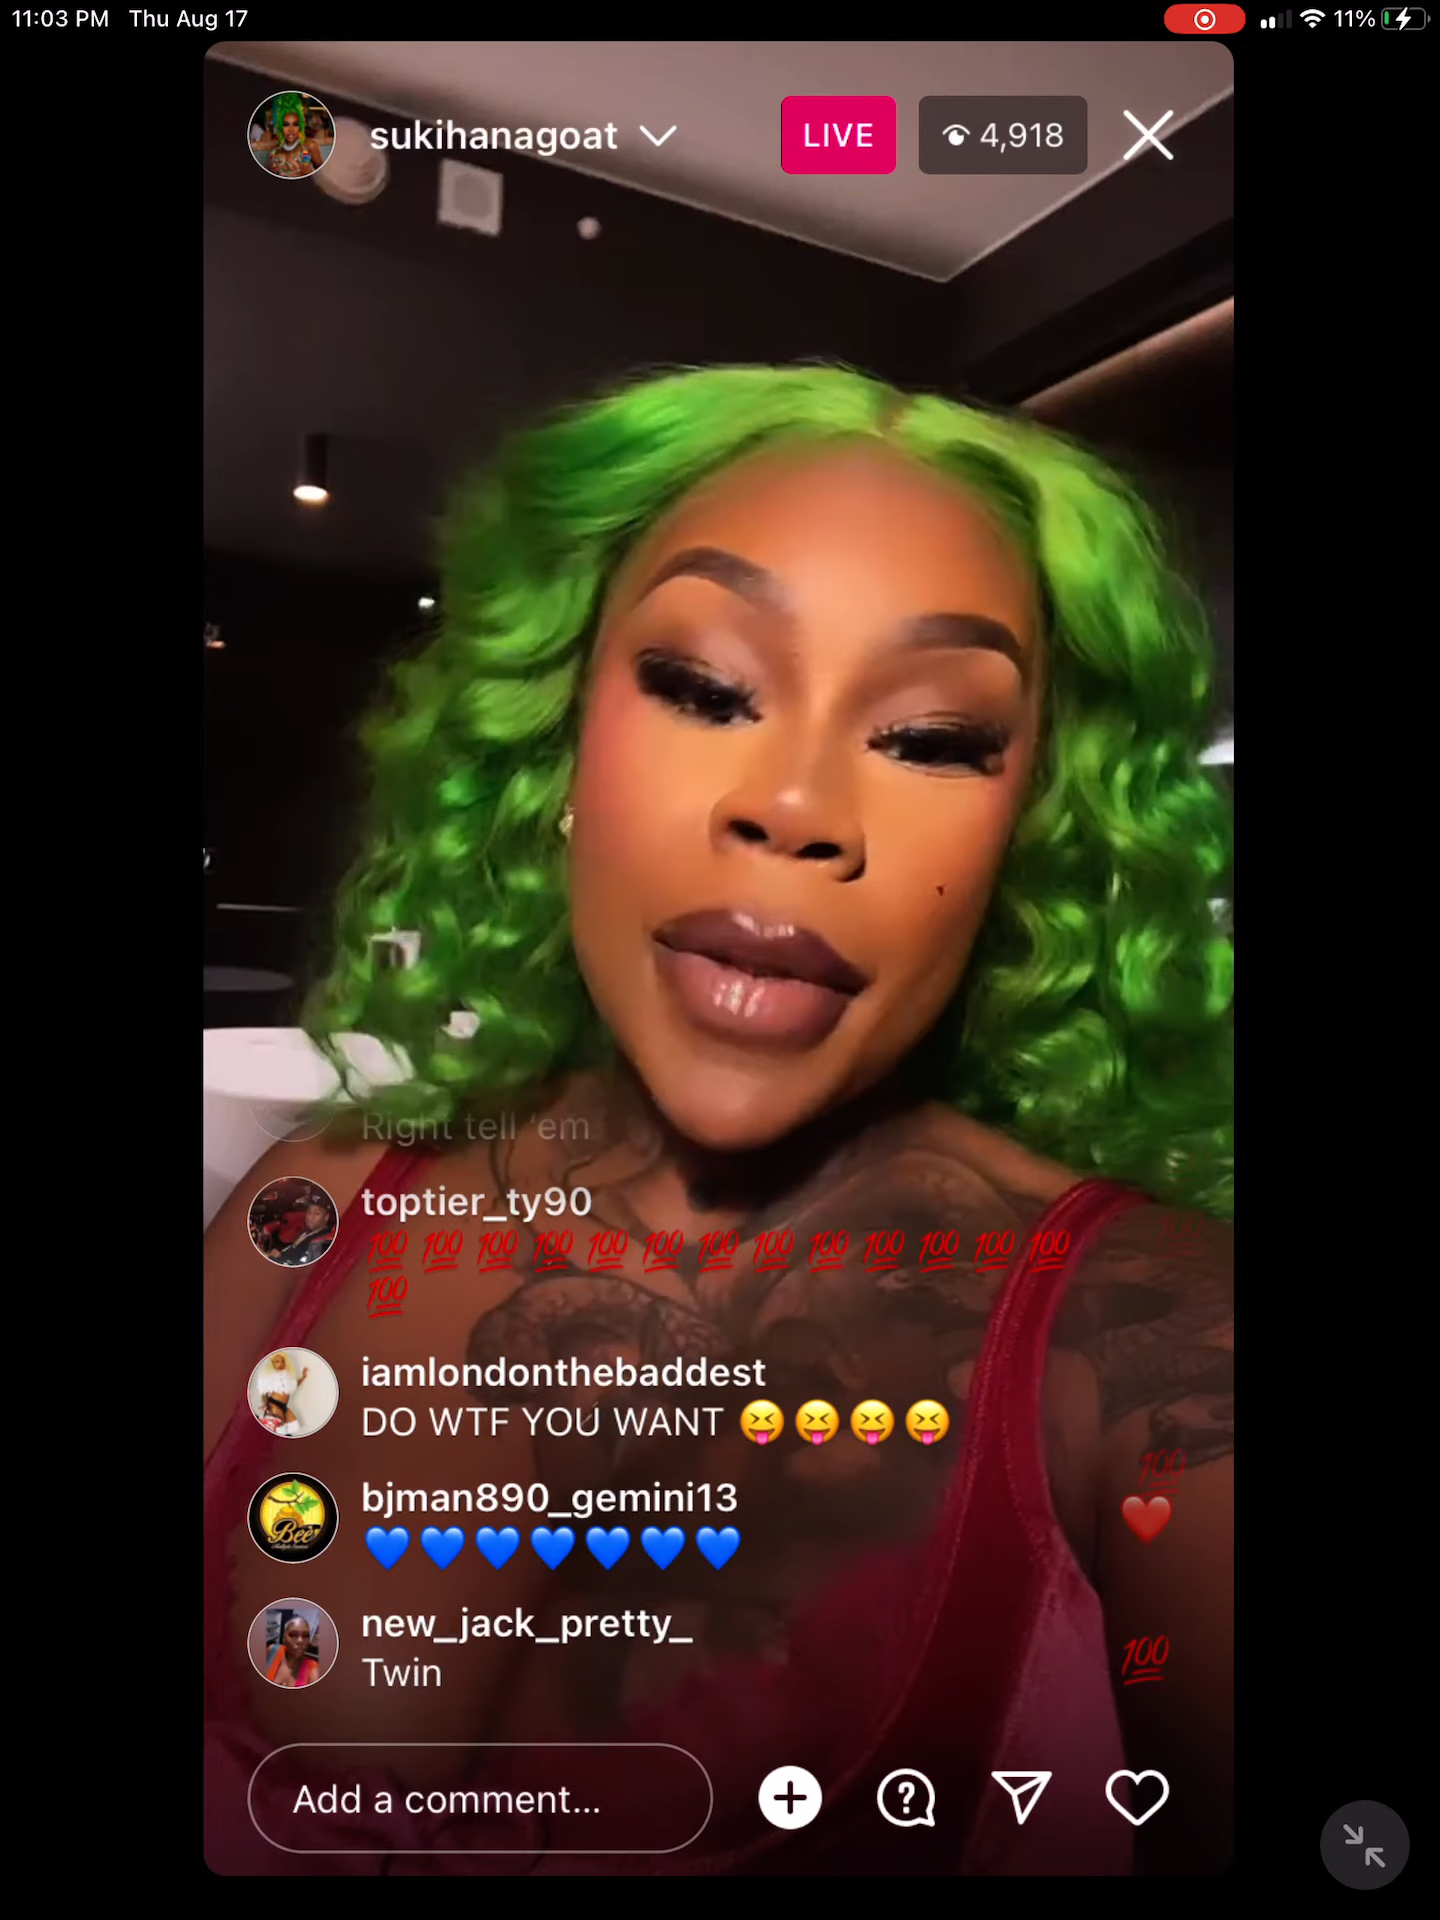 11:03 PM Thu Aug 17
11%
sukihanagoat
LIVE
4,918
Right tell ‘em
toptier_ty90
💯 💯 💯 💯 💯 💯 💯 💯 💯 💯 💯 💯 💯
💯
iamlondonthebaddest
DO WTF YOU WANT 😝 😝 😝 😝
bjman890_gemini13
💙 💙 💙 💙 💙 💙 💙
new_jack_pretty_
Twin
Add a comment...